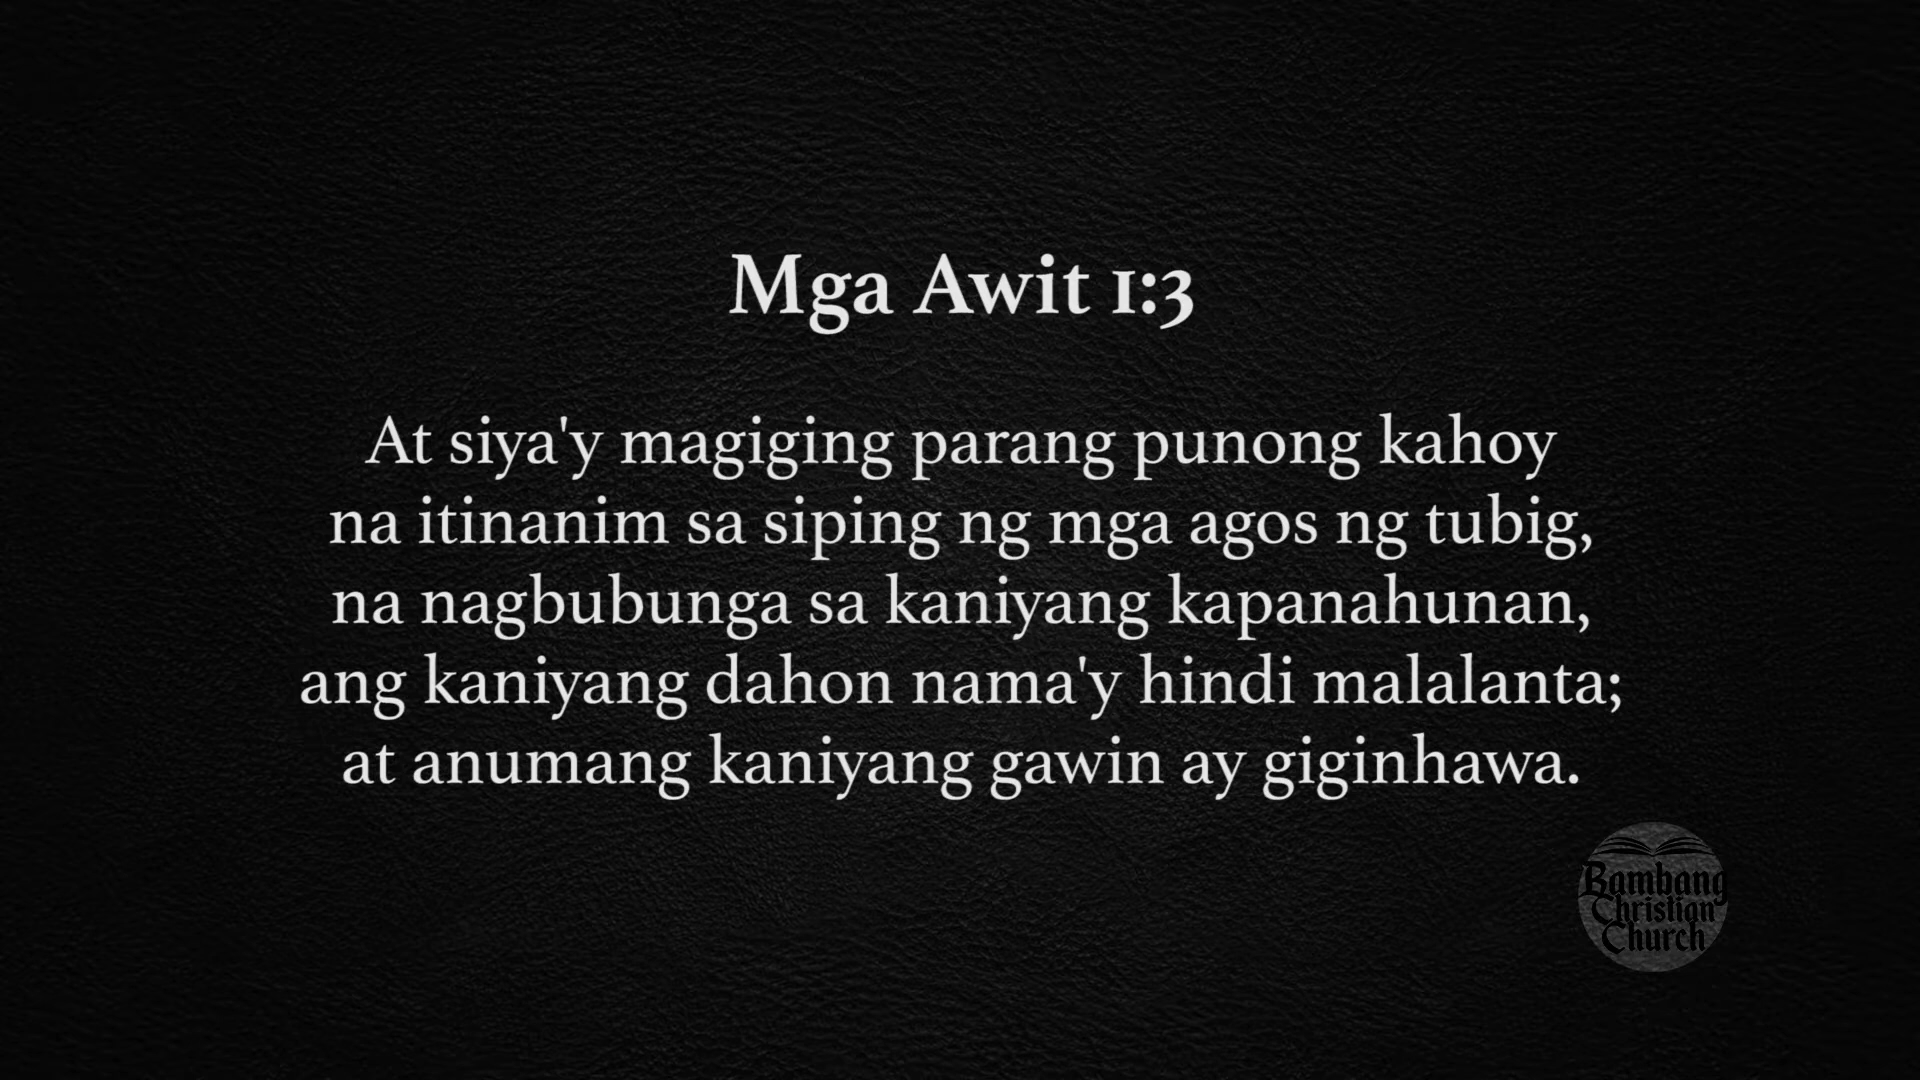 Mga Awit 1:3
At siya'y magiging parang punong kahoy
na itinanim sa siping ng mga agos ng tubig,
na nagbubunga sa kaniyang kapanahunan,
ang kaniyang dahon nama'y hindi malalanta;
at anumang kaniyang gawin ay giginhawa.
Bambang
Christian
Church